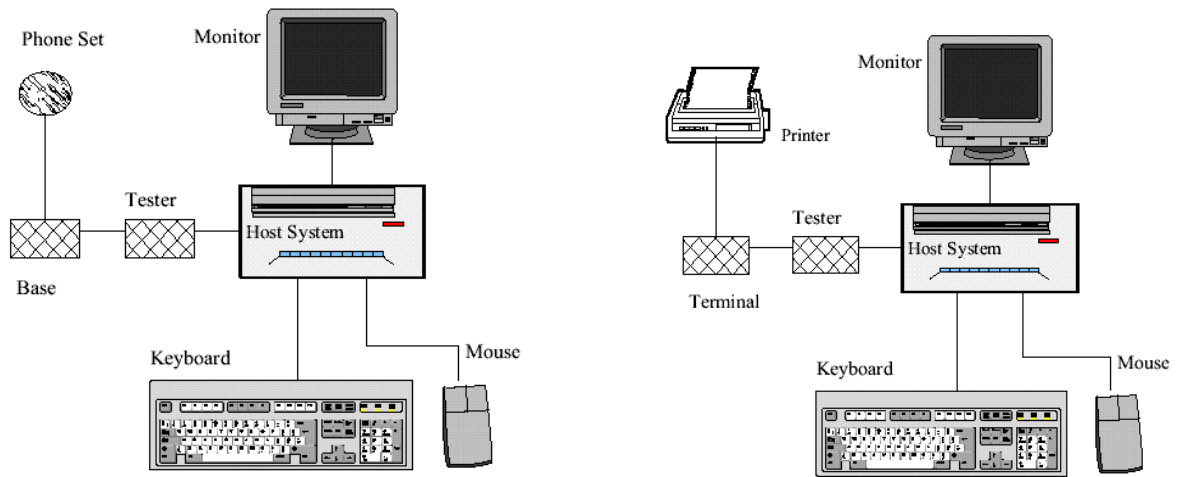 Phone Set
Monitor
Tester
Host System
Base
Keyboard
Mouse
Monitor
Printer
Tester
Host System
Terminal
Keyboard
Mouse